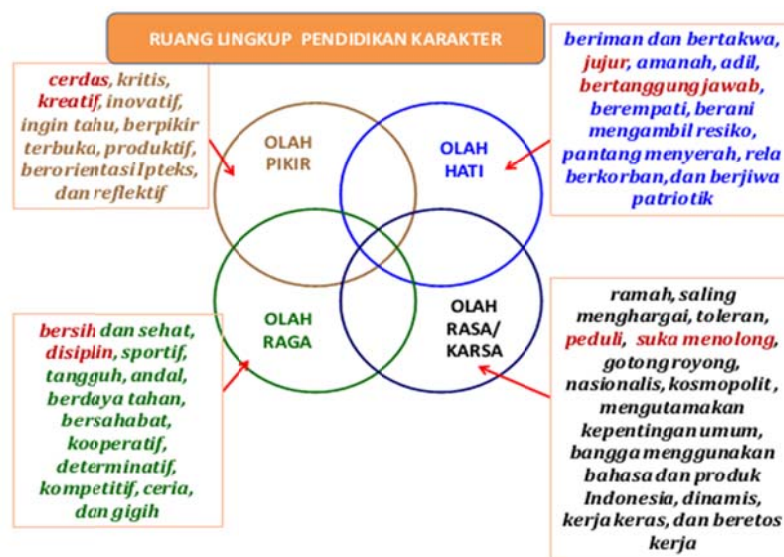 RUANG LINGKUP PENDIDIKAN KARAKTER
cerdas, kritis,
kreatif, inovatif,
ingin tahu, berpikir
terbuka, produktif,
berorientasi Ipteks,
dan reflektif
OLAH
PIKIR
OLAH
HATI
beriman dan bertakwa,
jujur, amanah, adil,
bertanggung jawab,
berempati, berani
mengambil resiko,
pantang menyerah, rela
berkorban, dan berjiwa
patriotik
bersih dan sehat,
disiplin, sportif,
tangguh, andal,
berdaya tahan,
bersahabat,
kooperatif,
determinatif,
kompetitif, ceria,
dan gigih
OLAH
RAGA
OLAH
RASA/
KARSA
ramah, saling
menghargai, toleran,
peduli, suka menolong,
gotong royong,
nasionalis, kosmopolit ,
mengutamakan
kepentingan umum,
bangga menggunakan
bahasa dan produk
Indonesia, dinamis,
kerja keras, dan beretos
kerja